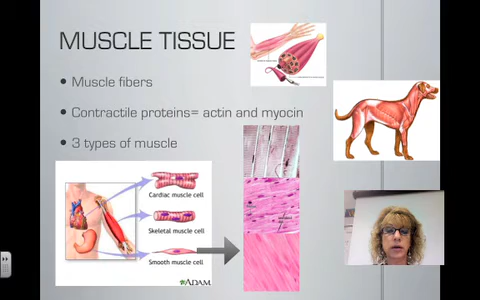 MUSCLE TISSUE
• Muscle fibers
• Contractile proteins= actin and myocin
• 3 types of muscle
Cardiac muscle cell
Skeletal muscle cell
Smooth muscle cell
ADAM